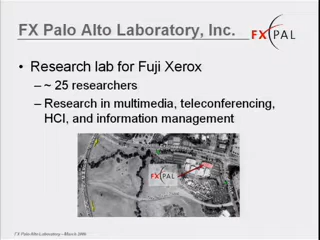 FX Palo Alto Laboratory, Inc.
FX PAL
• Research lab for Fuji Xerox
– ~ 25 researchers
– Research in multimedia, teleconferencing,
HCI, and information management
FX PAL
FX Palo Alto Laboratory - March 2006